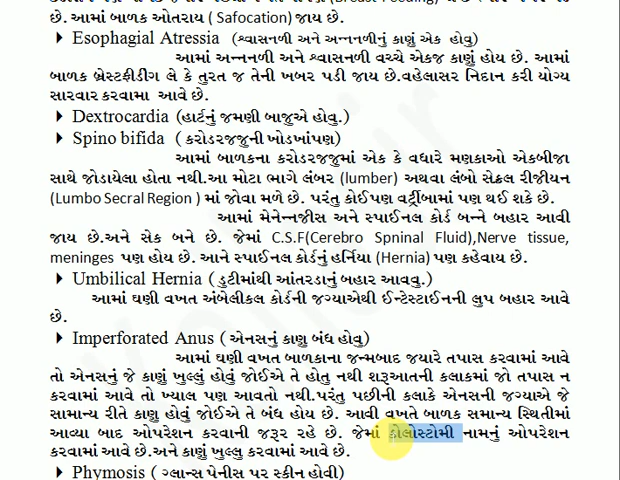 છે. આમાં બાળક ઓતરાય ( Safocation) જાય છે.
Esophagial Atressia (શ્વાસનળી અને અન્નનળીનું કાણું એક હોવુ)
આમાં અન્નનળી અને શ્વાસનળી વચ્ચે એકજ કાણું હોય છે. આમાં
બાળક બ્રેસ્ટફીડીંગ લે કે તુરત જ તેની ખબર પડી જાય છે.વહેલાસર નિદાન કરી યોગ્ય
સારવાર કરવામા આવે છે.
Dextrocardia (હાર્ટનું જમણી બાજુએ હોવુ.)
Spino bifida ( કરોડરજજુની ખોડખાંપણ)
આમાં બાળકના કરોડરજજુમાં એક કે વધારે મણકાઓ એકબીજા
સાથે જોડાયેલા હોતા નથી.આ મોટા ભાગે લંબર (lumber) અથવા લંબો સેક્રલ રીજીયન
(Lumbo Secral Region ) માં જોવા મળે છે. પરંતુ કોઈપણ વર્ટ્રીબામાં પણ થઈ શકે છે.
આમાં મેનેન્નજીસ અને સ્પાઈનલ કોર્ડ બન્ને બહાર આવી
જાય છે.અને સેક બને છે. જેમાં C.S.F(Cerebro Spninal Fluid),Nerve tissue,
meninges પણ હોય છે. આને સ્પાઈનલ કોર્ડનું હર્નિયા (Hernia) પણ કહેવાય છે.
Umbilical Hernia ( ડુટીમાંથી આંતરડાનું બહાર આવવુ.)
આમાં ઘણી વખત અંબેલીકલ કોર્ડની જગ્યાએથી ઈન્ટેસ્ટાઈનની લુપ બહાર આવે
છે.
Imperforated Anus ( એનસનું કાણુ બંધ હોવુ)
આમાં ઘણી વખત બાળકાના જન્મબાદ જયારે તપાસ કરવામાં આવે
તો એનસનું જે કાણું ખુલ્લું હોવું જોઈએ તે હોતુ નથી શરૂઆતની કલાકમાં જો તપાસ ન
કરવામાં આવે તો ખ્યાલ પણ આવતો નથી.પરંતુ પછીની કલાકે એનસની જગ્યાએ જે
સામાન્ય રીતે કાણુ હોવું જોઈએ તે બંધ હોય છે. આવી વખતે બાળક સમાન્ય સ્થિતીમાં
આવ્યા બાદ ઓપરેશન કરવાની જરૂર રહે છે. જેમાં કોલોસ્ટોમી નામનું ઓપરેશન
કરવામાં આવે છે.અને કાણું ખુલ્લુ કરવામાં આવે છે.
Phymosis ( ગ્લાન્સ પેનીસ પર સ્કીન હોવી)